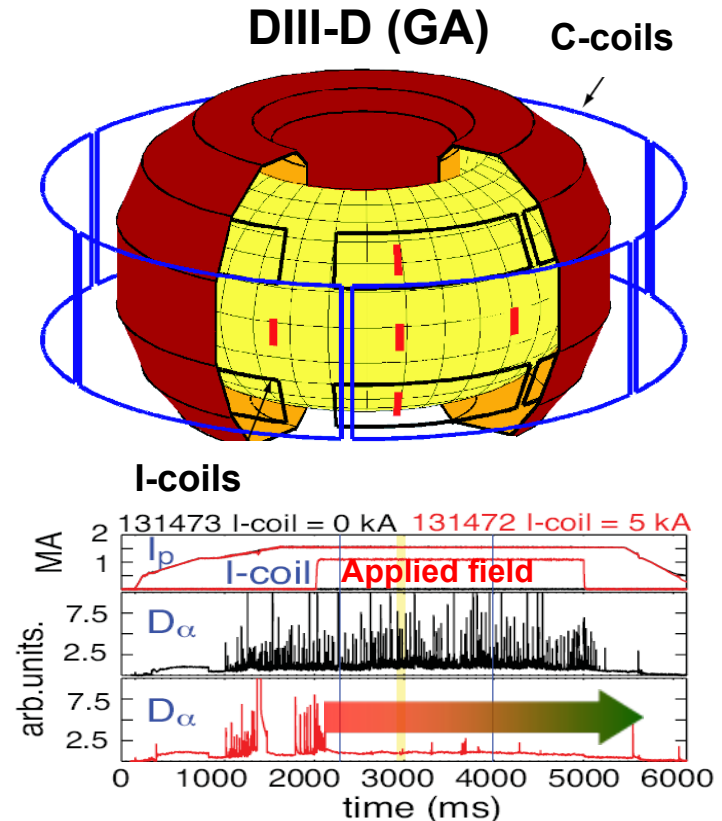 DIII-D (GA)
C-coils
I-coils
131473 I-coil = 0 kA 131472 I-coil = 5 kA
MA
2
1
Ip
I-coil Applied field
arb.units.
7.5
2.5
Dα
7.5
2.5
Dα
0 1000 2000 3000 4000 5000 6000
time (ms)